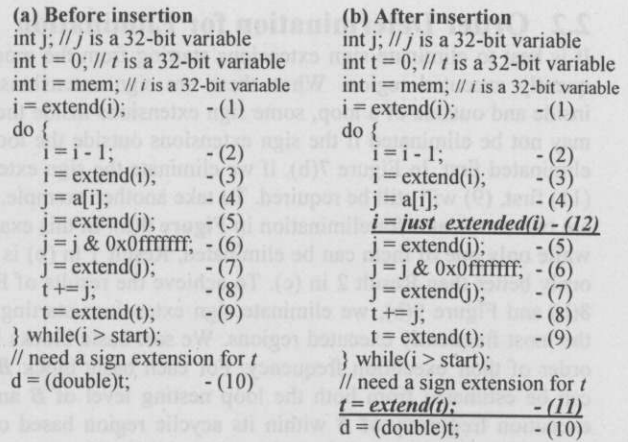 (a) Before insertion
int j; // j is a 32-bit variable
int t = 0; // t is a 32-bit variable
int i = mem; // i is a 32-bit variable
i = extend(i); - (1)
do {
i = i - 1; - (2)
i = extend(i); - (3)
j = a[i]; - (4)
j = extend(j); - (5)
j = j & 0x0fffffff; - (6)
j = extend(j); - (7)
t += j; - (8)
t = extend(t); - (9)
} while(i > start);
// need a sign extension for t
d = (double)t; - (10)
(b) After insertion
int j; // j is a 32-bit variable
int t = 0; // t is a 32-bit variable
int i = mem; // i is a 32-bit variable
i = extend(i); - (1)
do {
i = i - 1; - (2)
i = extend(i); - (3)
j = a[i]; - (4)
i = just_extended(i) - (12)
j = extend(j); - (5)
j = j & 0x0fffffff; - (6)
j = extend(j); - (7)
t += j; - (8)
t = extend(t); - (9)
} while(i > start);
// need a sign extension for t
t = extend(t); - (11)
d = (double)t; - (10)